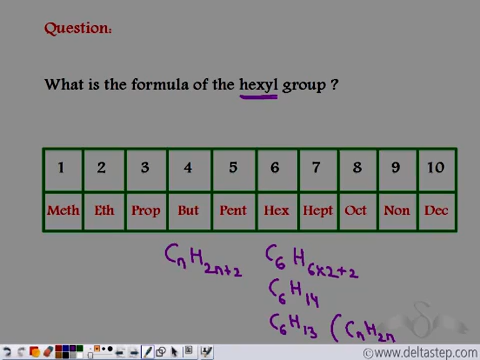 Question:
What is the formula of the hexyl group ?
1 2 3 4 5 6 7 8 9 10
Meth Eth Prop But Pent Hex Hept Oct Non Dec
CnH2n+2 C6H6x2+2
C6H14
C6H13 (CnH2n
www.deltastep.com